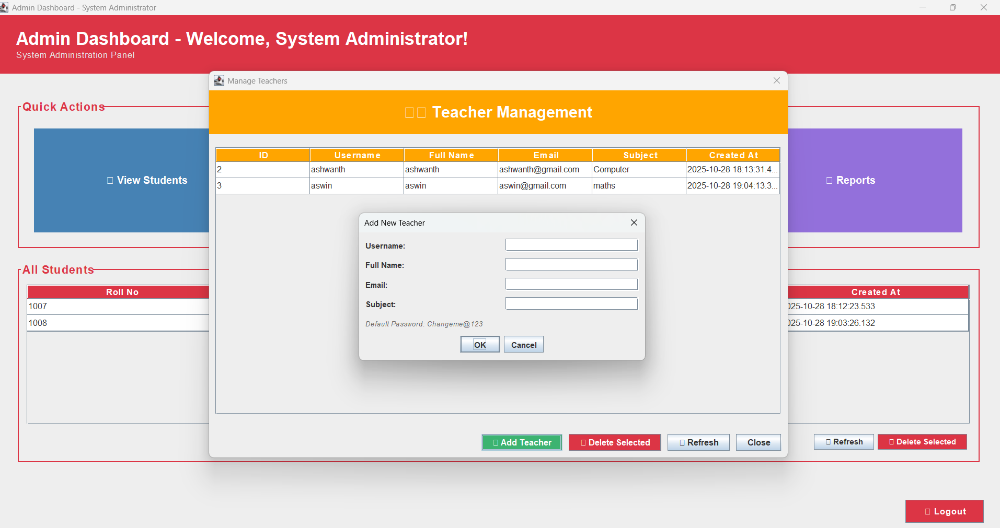 Admin Dashboard - System Administrator
Admin Dashboard - Welcome, System Administrator!
System Administration Panel
Quick Actions
View Students
Reports
All Students
Roll No
Created At
1007
025-10-28 18:12:23.533
1008
025-10-28 19:03:26.132
Refresh
Delete Selected
Logout
Manage Teachers
Teacher Management
ID Username Full Name Email Subject Created At
2 ashwanth ashwanth ashwanth@gmail.com Computer 2025-10-28 18:13:31.4...
3 aswin aswin aswin@gmail.com maths 2025-10-28 19:04:13.3...
Add Teacher
Delete Selected
Refresh
Close
Add New Teacher
Username:
Full Name:
Email:
Subject:
Default Password: Changeme@123
OK
Cancel